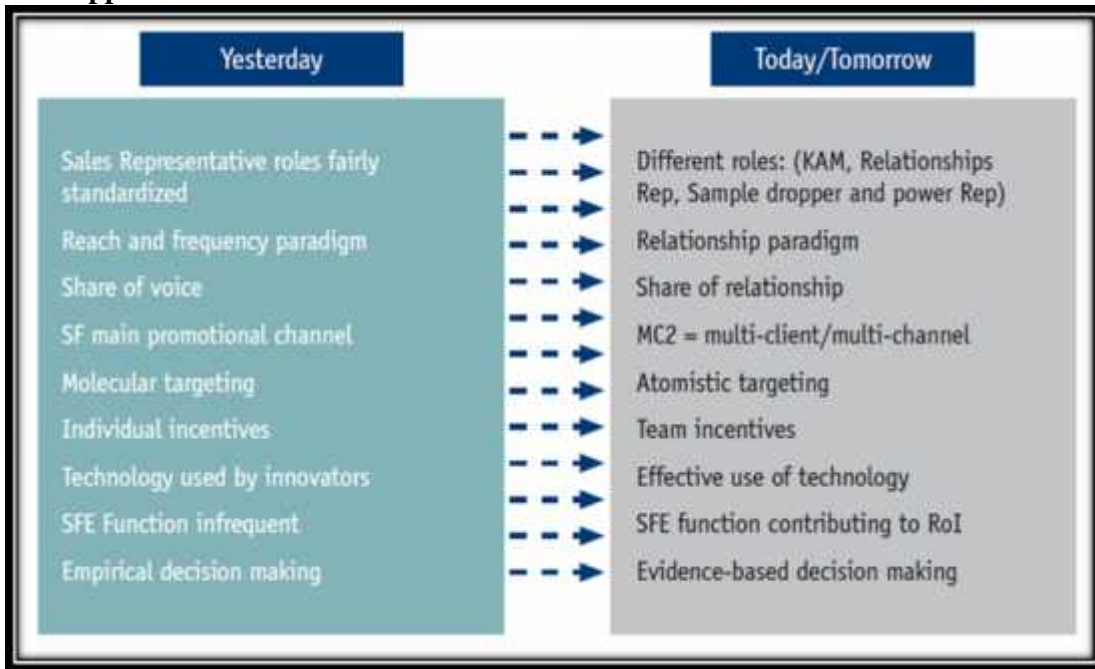 Yesterday
Today/Tomorrow
Sales Representative roles fairly
standardized
Reach and frequency paradigm
Share of voice
SF main promotional channel
Molecular targeting
Individual incentives
Technology used by innovators
SFE Function infrequent
Empirical decision making
Different roles: (KAM, Relationships
Rep, Sample dropper and power Rep)
Relationship paradigm
Share of relationship
MC2 = multi-client/multi-channel
Atomistic targeting
Team incentives
Effective use of technology
SFE function contributing to RoI
Evidence-based decision making